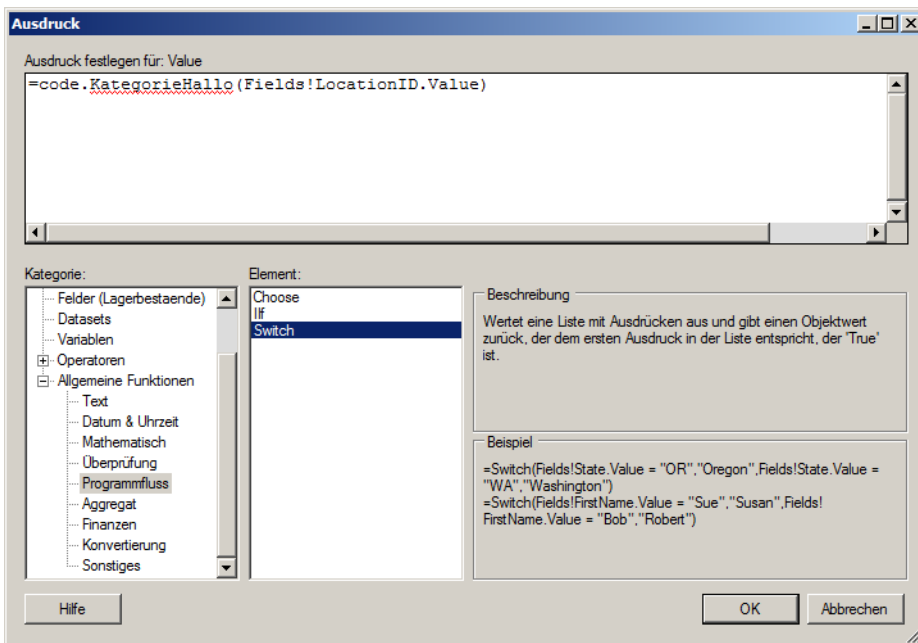 Ausdruck
Ausdruck festlegen für: Value
=code.KategorieHallo(Fields!LocationID.Value)
Kategorie:
Felder (Lagerbestaende)
Datasets
Variablen
Operatoren
Allgemeine Funktionen
Text
Datum & Uhrzeit
Mathematisch
Überprüfung
Programmfluss
Aggregat
Finanzen
Konvertierung
Sonstiges
Element:
Choose
IIf
Switch
Beschreibung
Wertet eine Liste mit Ausdrücken aus und gibt einen Objektwert
zurück, der dem ersten Ausdruck in der Liste entspricht, der 'True'
ist.
Beispiel
=Switch(Fields!State.Value = "OR","Oregon",Fields!State.Value =
"WA","Washington")
=Switch(Fields!FirstName.Value = "Sue","Susan",Fields!
FirstName.Value = "Bob","Robert")
Hilfe
OK
Abbrechen